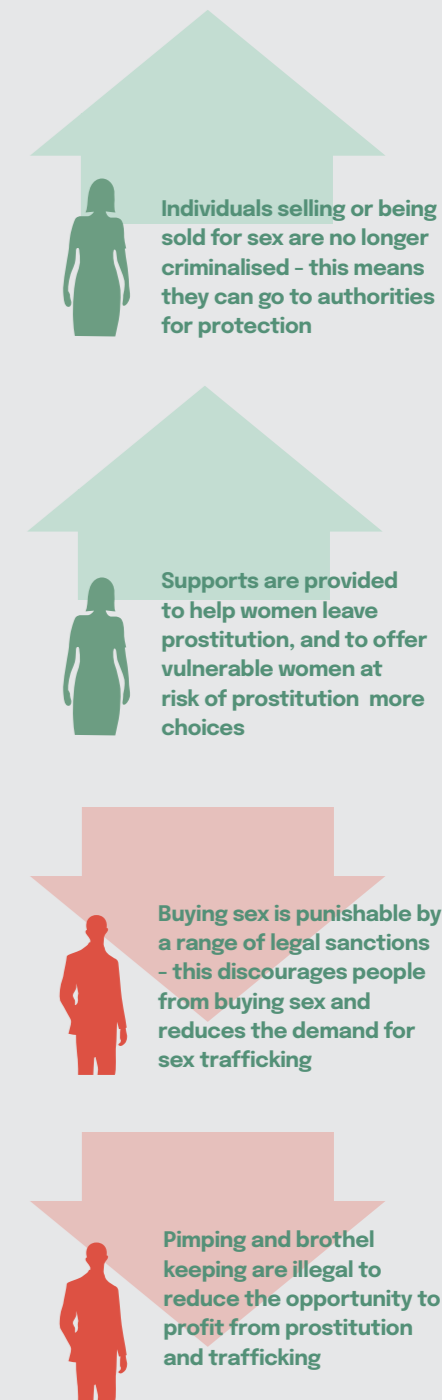 Individuals selling or being
sold for sex are no longer
criminalised – this means
they can go to authorities
for protection
Supports are provided
to help women leave
prostitution, and to offer
vulnerable women at
risk of prostitution  more
choices
Buying sex is punishable by
a range of legal sanctions
– this discourages people
from buying sex and
reduces the demand for
sex trafficking
Pimping and brothel
keeping are illegal to
reduce the opportunity to
profit from prostitution
and trafficking